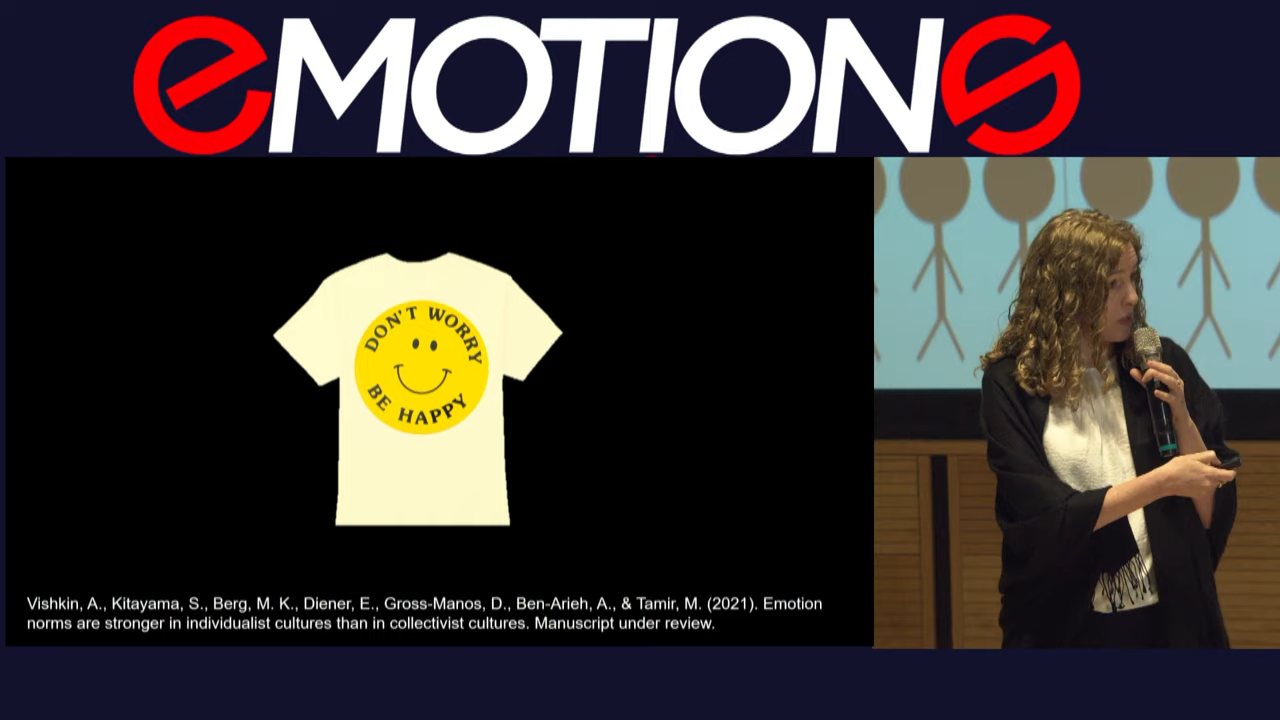 eMOTIONS
DON'T WORRY
BE HAPPY
Vishkin, A., Kitayama, S., Berg, M. K., Diener, E., Gross-Manos, D., Ben-Arieh, A., & Tamir, M. (2021). Emotion
norms are stronger in individualist cultures than in collectivist cultures. Manuscript under review.